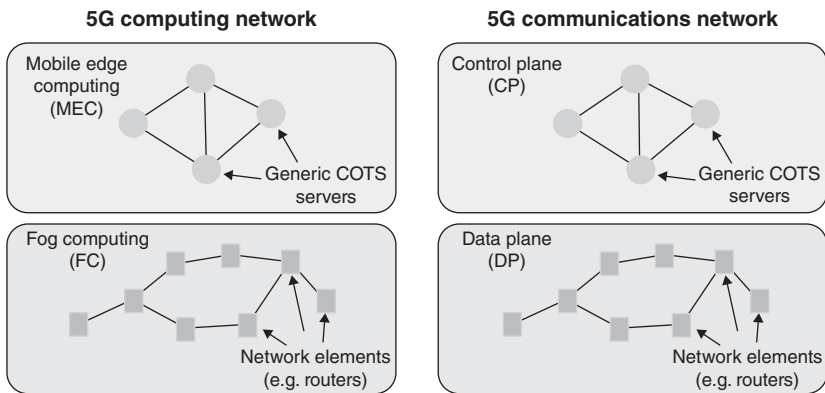 5G computing network
Mobile edge
computing
(MEC)
Generic COTS
servers
Fog computing
(FC)
Network elements
(e.g. routers)
5G communications network
Control plane
(CP)
Generic COTS
servers
Data plane
(DP)
Network elements
(e.g. routers)